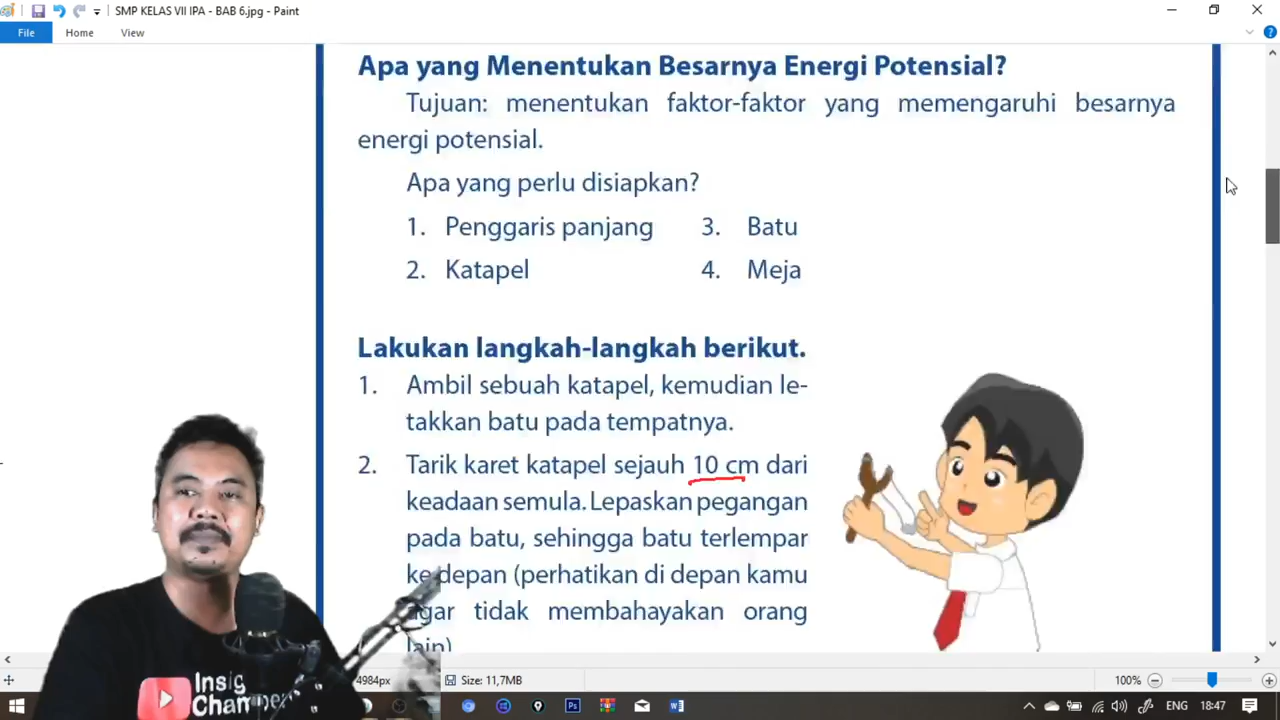 SMP KELAS VII IPA - BAB 6.jpg - Paint
File Home View
Apa yang Menentukan Besarnya Energi Potensial?
Tujuan: menentukan faktor-faktor yang memengaruhi besarnya
energi potensial.
Apa yang perlu disiapkan?
1. Penggaris panjang 3. Batu
2. Katapel 4. Meja
Lakukan langkah-langkah berikut.
1. Ambil sebuah katapel, kemudian le-
takkan batu pada tempatnya.
2. Tarik karet katapel sejauh 10 cm dari
keadaan semula. Lepaskan pegangan
pada batu, sehingga batu terlempar
ke depan (perhatikan di depan kamu
agar tidak membahayakan orang
lain)
Insig
Champer
4984px Size: 11,7MB 100%
Ps W ENG 18:47